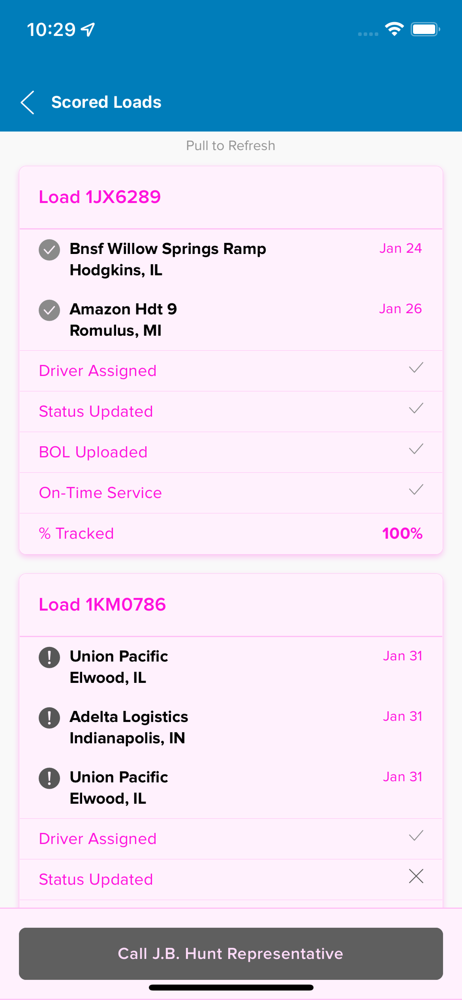 10:29
Scored Loads
Pull to Refresh
Load 1JX6289
Bnsf Willow Springs Ramp
Hodgkins, IL
Jan 24
Amazon Hdt 9
Romulus, MI
Jan 26
Driver Assigned
Status Updated
BOL Uploaded
On-Time Service
% Tracked 100%
Load 1KM0786
Union Pacific
Elwood, IL
Jan 31
Adelta Logistics
Indianapolis, IN
Jan 31
Union Pacific
Elwood, IL
Jan 31
Driver Assigned
Status Updated
Call J.B. Hunt Representative